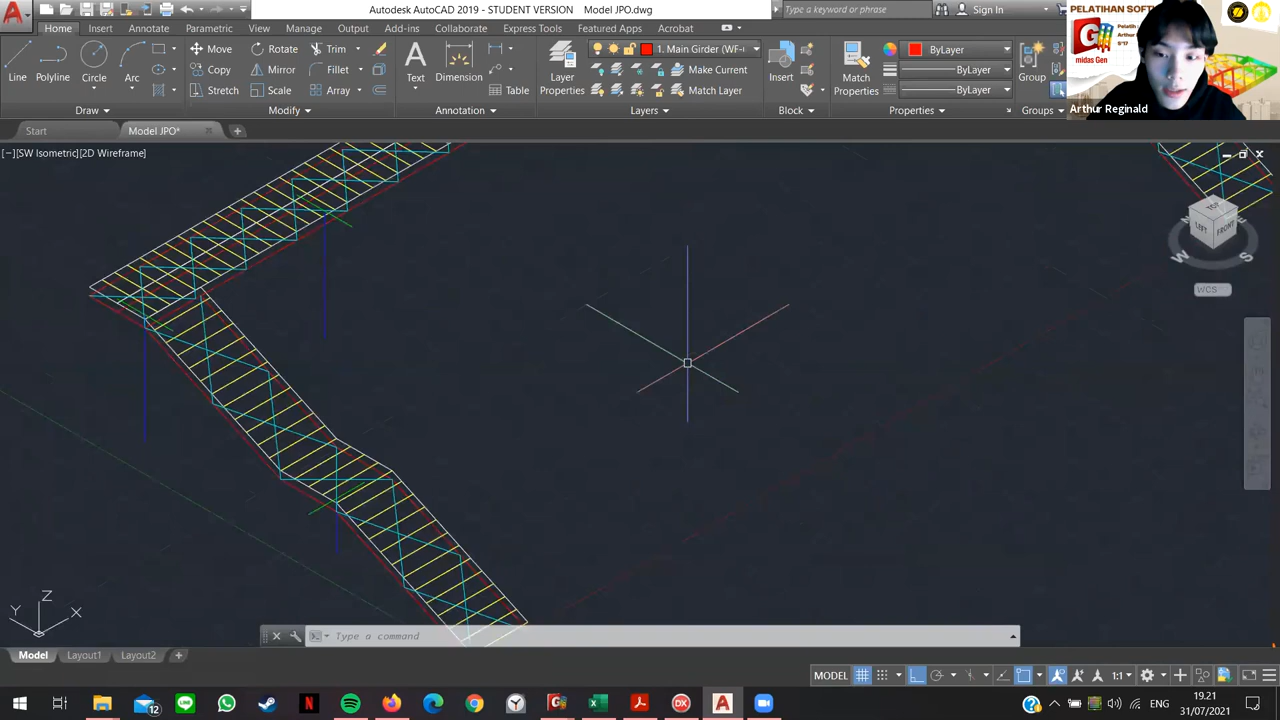 Autodesk AutoCAD 2019 - STUDENT VERSION Model JPO.dwg
Type a keyword or phrase
Sign In
Home Insert Annotate Parametric View Manage Output Add-ins Collaborate Express Tools Featured Apps Acrobat
Line Polyline Circle Arc
Move Rotate Trim
Copy Mirror Fillet
Stretch Scale Array
Text Dimension
Table
Layer Properties
1. Main Girder (WF-
Make Current
Match Layer
Insert
Match Properties
ByLayer
ByLayer
ByLayer
Group
Draw Modify Annotation Layers Block Properties Groups
PELATIHAN
midas Gen
Arthur Reginald
Start Model JPO*
[−][SW Isometric][2D Wireframe]
TOP
LEFT FRONT
W S
WCS
Z
Y X
Type a command
Model Layout1 Layout2
MODEL 1:1
12
ENG
19.21
31/07/2021